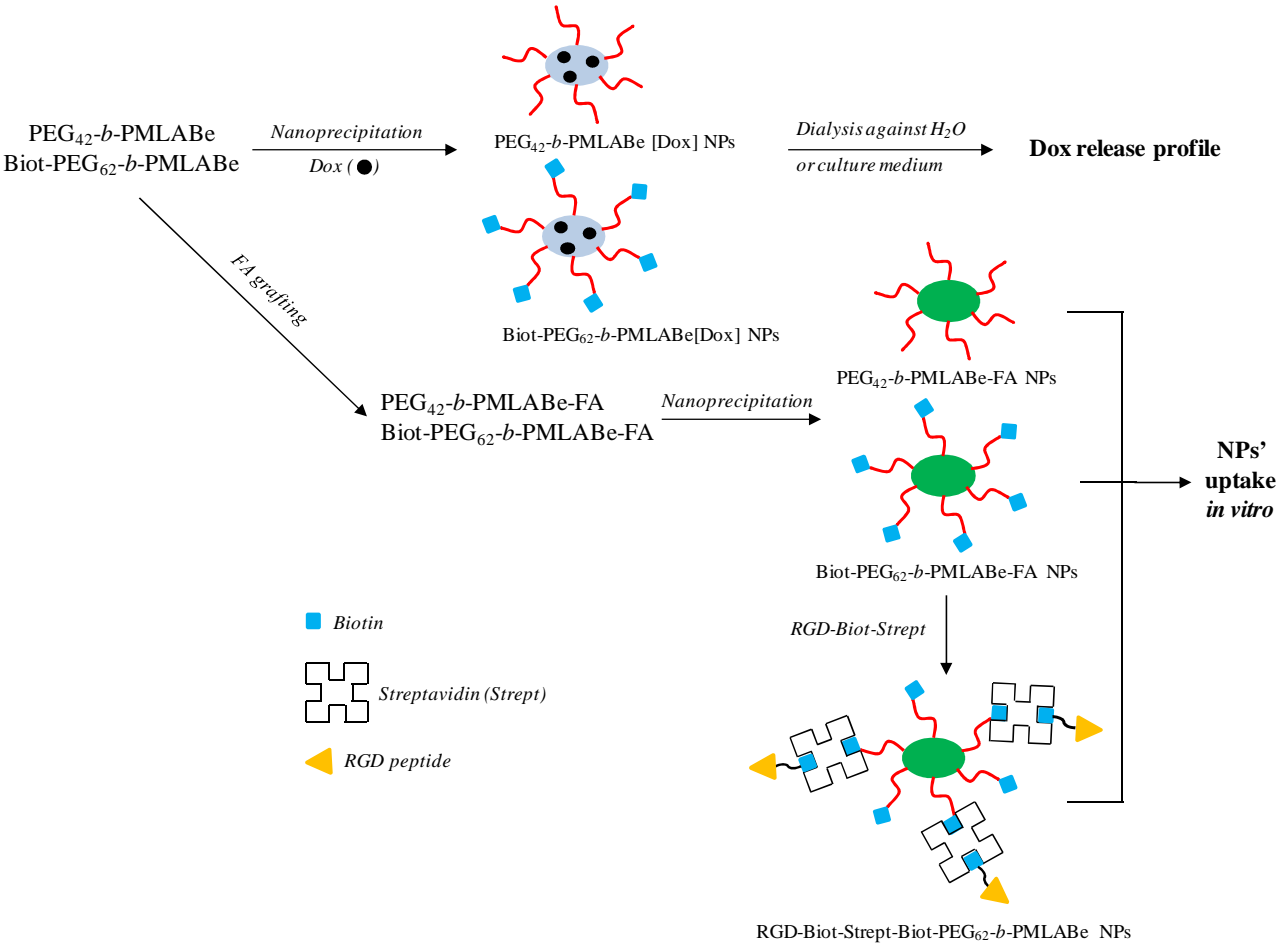 PEG42-b-PMLABe
Biot-PEG62-b-PMLABe
Nanoprecipitation
Dox ( )
PEG42-b-PMLABe [Dox] NPs
Dialysis against H2O
or culture medium
Dox release profile
Biot-PEG62-b-PMLABe[Dox] NPs
FA grafting
PEG42-b-PMLABe-FA
Biot-PEG62-b-PMLABe-FA
Nanoprecipitation
PEG42-b-PMLABe-FA NPs
Biot-PEG62-b-PMLABe-FA NPs
NPs’
uptake
in vitro
RGD-Biot-Strept
Biotin
Streptavidin (Strept)
RGD peptide
RGD-Biot-Strept-Biot-PEG62-b-PMLABe NPs